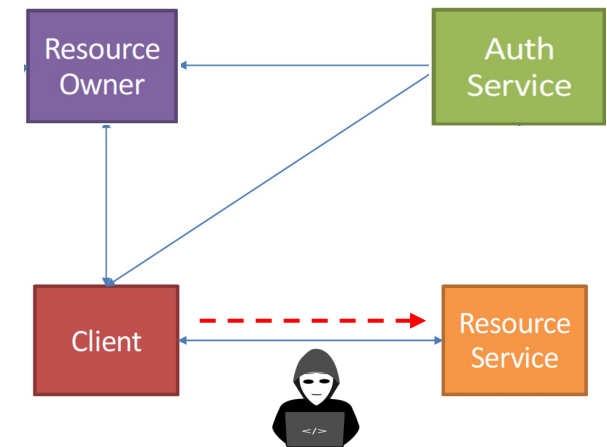 Resource
Owner
Auth
Service
Client
Resource
Service
</>